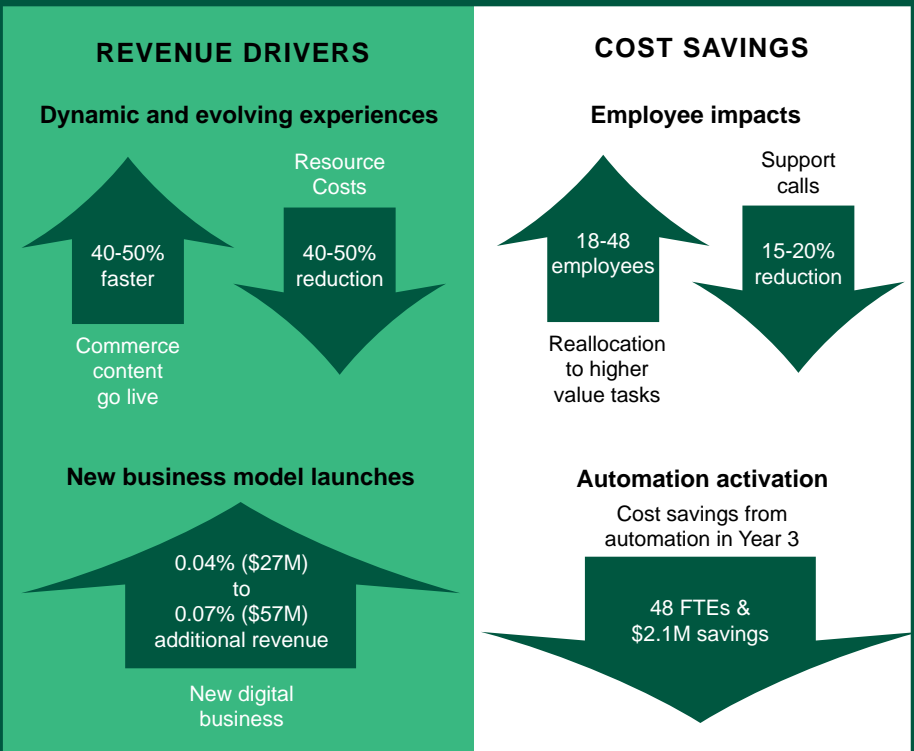 REVENUE DRIVERS
Dynamic and evolving experiences
40-50%
faster
Commerce
content
go live
Resource
Costs
40-50%
reduction
New business model launches
0.04% ($27M)
to
0.07% ($57M)
additional revenue
New digital
business
COST SAVINGS
Employee impacts
18-48
employees
Reallocation
to higher
value tasks
Support
calls
15-20%
reduction
Automation activation
Cost savings from
automation in Year 3
48 FTEs &
$2.1M savings